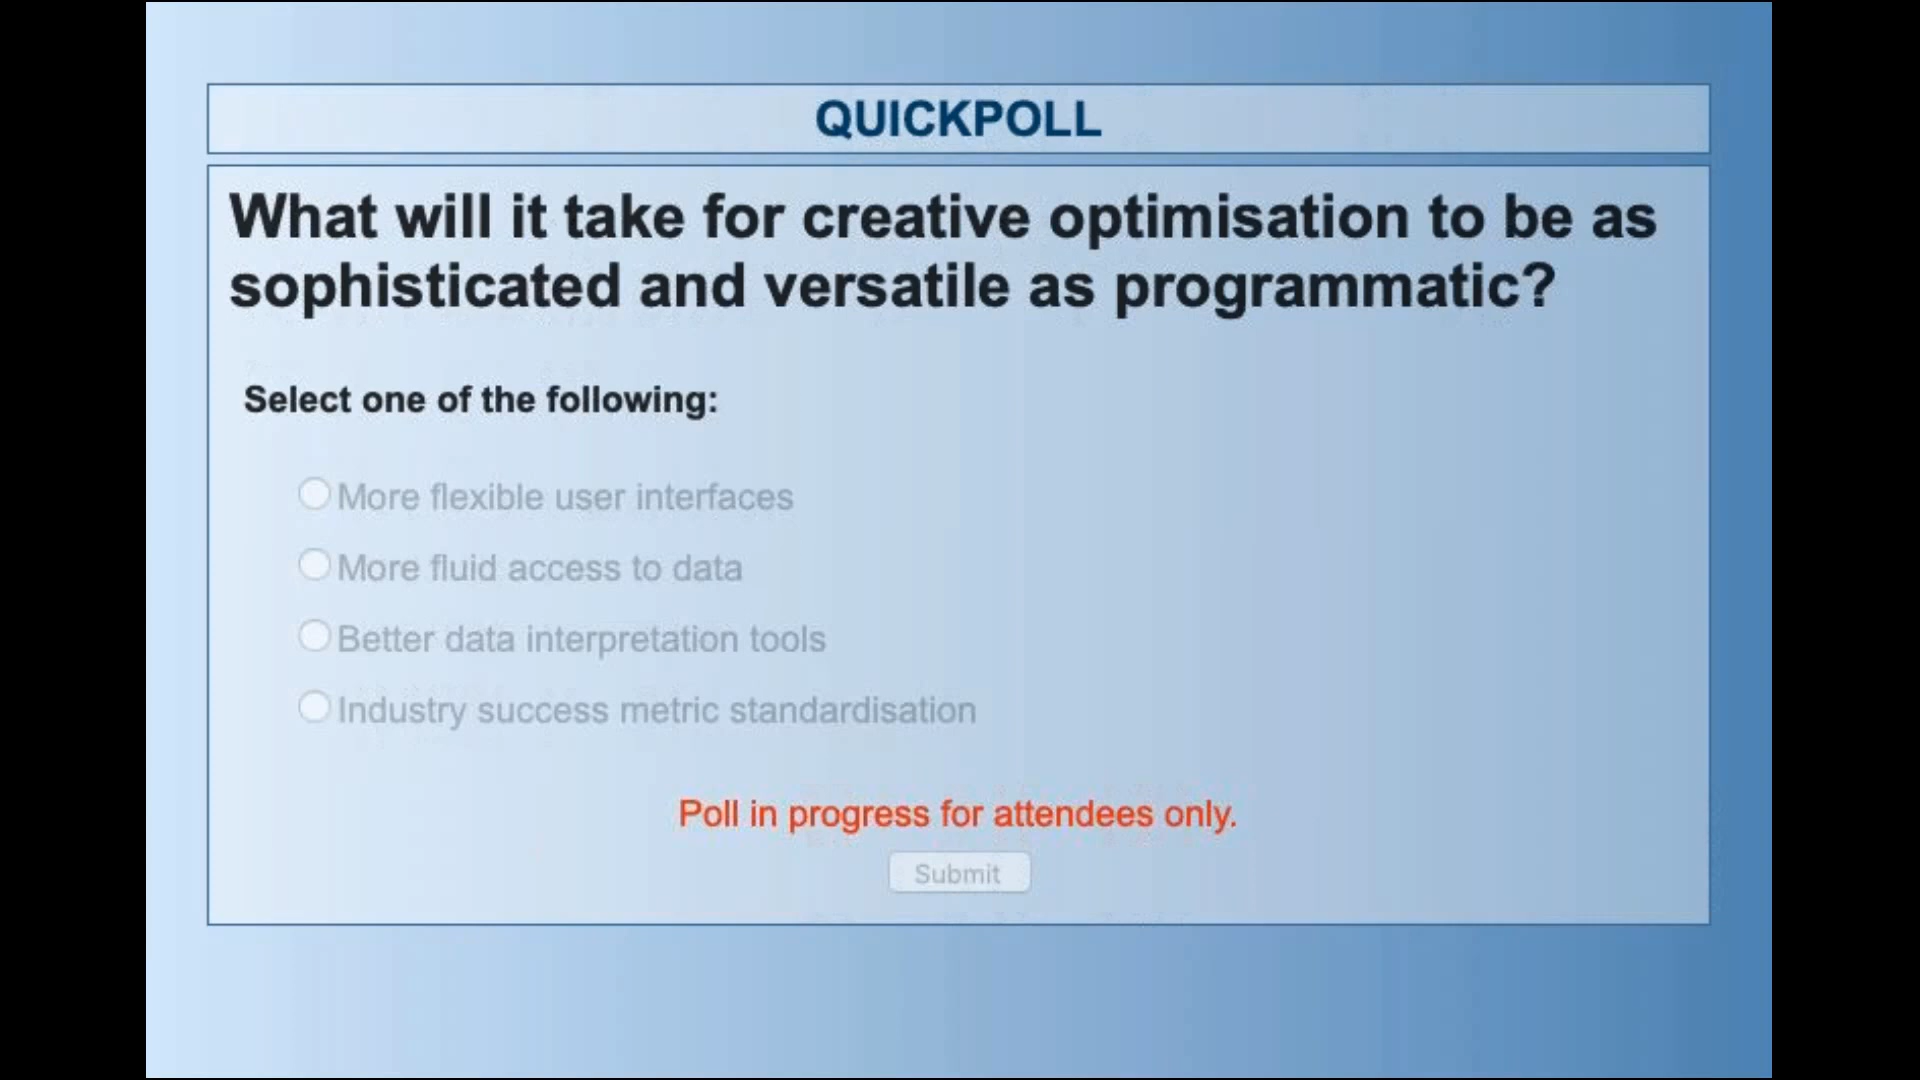 QUICKPOLL
What will it take for creative optimisation to be as
sophisticated and versatile as programmatic?
Select one of the following:
More flexible user interfaces
More fluid access to data
Better data interpretation tools
Industry success metric standardisation
Poll in progress for attendees only.
Submit